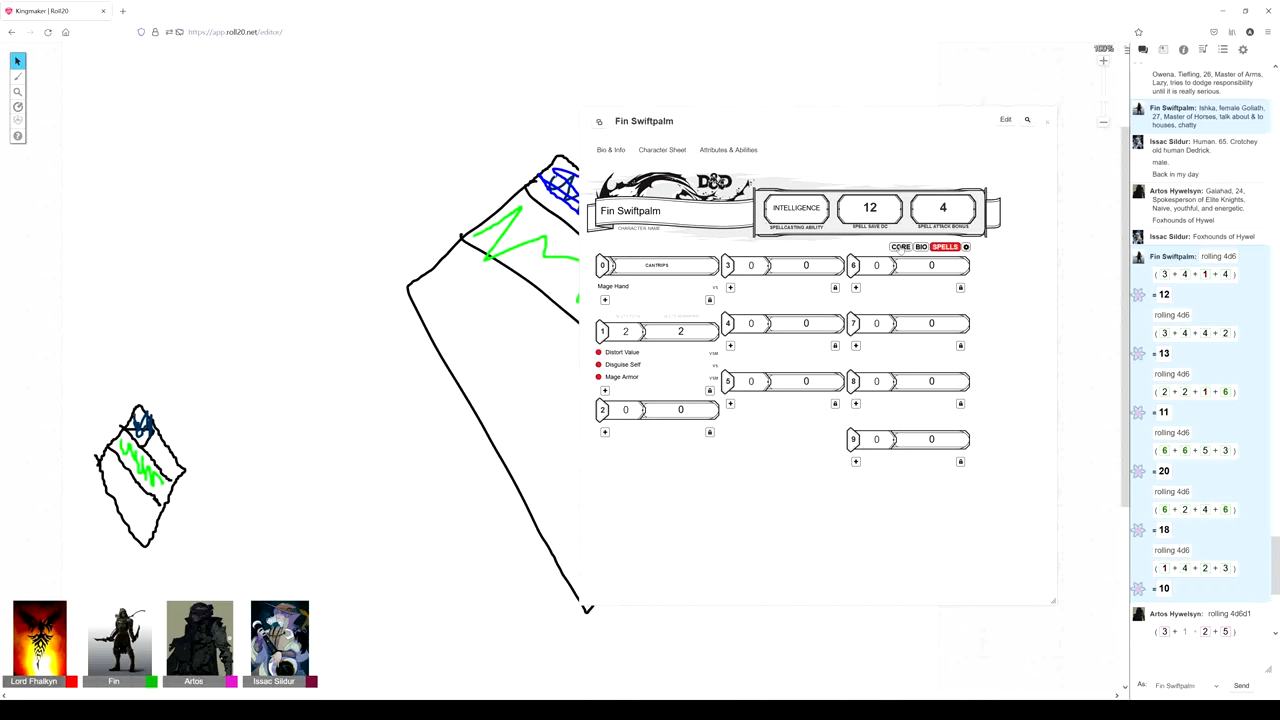 Kingmaker | Roll20
https://app.roll20.net/editor/
100%
Fin Swiftpalm
Edit
Bio & Info
Character Sheet
Attributes & Abilities
D&D
Fin Swiftpalm
CHARACTER NAME
INTELLIGENCE
12
4
SPELLCASTING ABILITY
SPELL SAVE DC
SPELL ATTACK BONUS
CORE BIO SPELLS
0 CANTRIPS
Mage Hand VS
1 2 2
Distort Value VSM
Disguise Self VS
Mage Armor VSM
2 0 0
3 0 0
4 0 0
5 0 0
6 0 0
7 0 0
8 0 0
9 0 0
Owena. Tiefling, 26, Master of Arms,
Lazy, tries to dodge responsibility
until it is really serious.
Fin Swiftpalm: Ishka, female Goliath,
27, Master of Horses, talk about & to
houses, chatty
Issac Sildur: Human. 65. Crotchey
old human Dedrick.
male.
Back in my day
Artos Hywelsyn: Galahad, 24,
Spokesperson of Elite Knights.
Naive, youthful, and energetic.
Foxhounds of Hywel
Issac Sildur: Foxhounds of Hywel
Fin Swiftpalm: rolling 4d6
( 3 + 4 + 1 + 4 )
= 12
rolling 4d6
( 3 + 4 + 4 + 2 )
= 13
rolling 4d6
( 2 + 2 + 1 + 6 )
= 11
rolling 4d6
( 6 + 6 + 5 + 3 )
= 20
rolling 4d6
( 6 + 2 + 4 + 6 )
= 18
rolling 4d6
( 1 + 4 + 2 + 3 )
= 10
Artos Hywelsyn: rolling 4d6d1
( 3 + 1 + 2 + 5 )
As: Fin Swiftpalm Send
Lord Fhalkyn
Fin
Artos
Issac Sildur